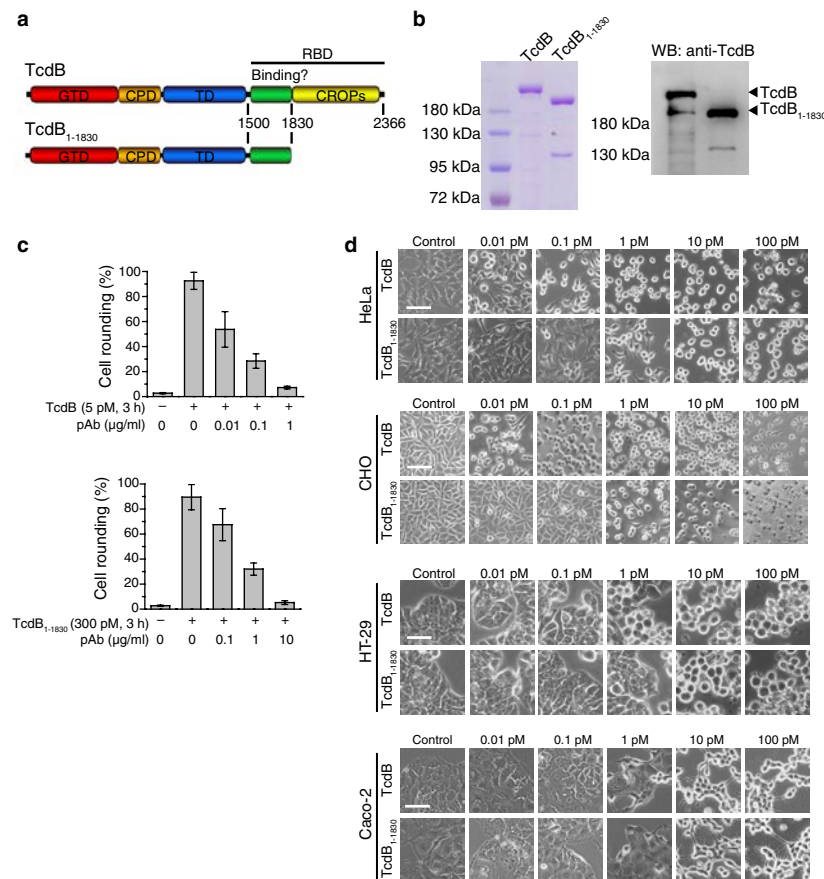 a
RBD
TcdB
Binding?
GTD CPD TD CROPs
1500 1830 2366
TcdB1-1830
GTD CPD TD
b
TcdB TcdB1-1830
180 kDa
130 kDa
95 kDa
72 kDa
WB: anti-TcdB
TcdB
TcdB1-1830
180 kDa
130 kDa
c
Cell rounding (%)
100
80
60
40
20
0
TcdB (5 pM, 3 h) − + + + +
pAb (µg/ml) 0 0 0.01 0.1 1
Cell rounding (%)
100
80
60
40
20
0
TcdB1-1830 (300 pM, 3 h) − + + + +
pAb (µg/ml) 0 0 0.1 1 10
d
Control 0.01 pM 0.1 pM 1 pM 10 pM 100 pM
HeLa
TcdB
TcdB1-1830
Control 0.01 pM 0.1 pM 1 pM 10 pM 100 pM
CHO
TcdB
TcdB1-1830
Control 0.01 pM 0.1 pM 1 pM 10 pM 100 pM
HT-29
TcdB
TcdB1-1830
Control 0.01 pM 0.1 pM 1 pM 10 pM 100 pM
Caco-2
TcdB
TcdB1-1830